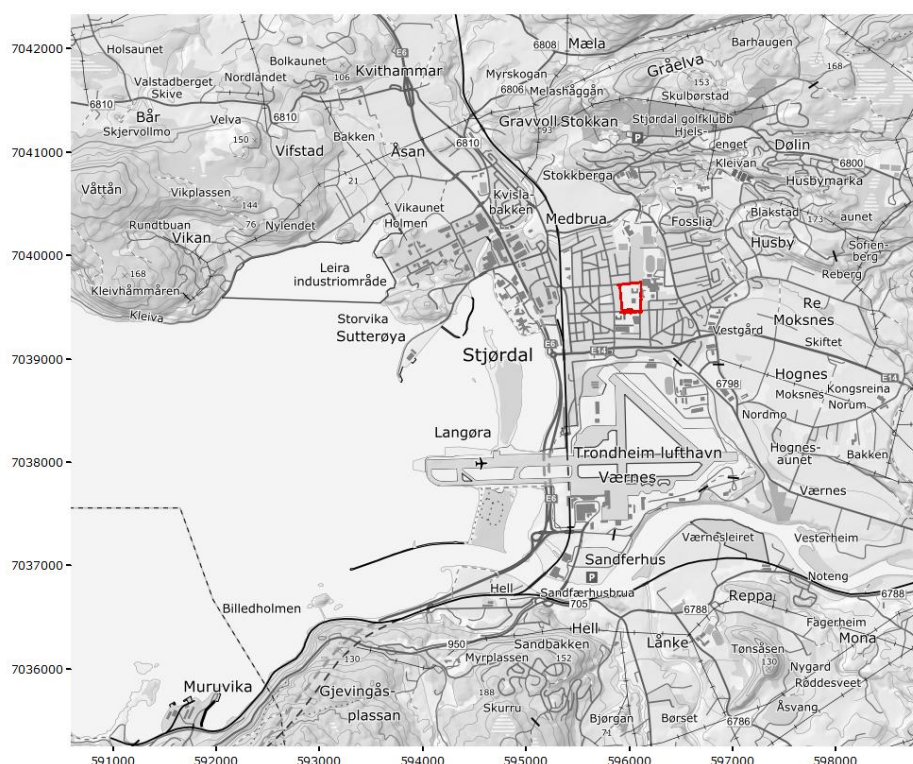 7042000
7041000
7040000
7039000
7038000
7037000
7036000
591000
592000
593000
594000
595000
596000
597000
598000
Holsaunet
Bolkaunet
Valstadberget
Skive
Nordlandet
106
Kvithammar
E6
6808
Mæla
Barhaugen
168
Gråelva
Myrskogan
6806
Melashåggån
153
Skulbørstad
6810
Bår
Skjervollmo
Velva
6810
150
Vifstad
Bakken
Åsan
6810
Gravvoll
93
Stokkan
Stjørdal golfklubb
P
Hjels-
jenget
Kleivan
Dølin
6800
Husbymarka
Våttån
Vikplassen
144
21
Stokkberga
Kvisla-
bakken
Rundtbuan
76
Nylendet
Vikaunet
Holmen
Medbrua
Fosslia
Blakstad
173
aunet
Vikan
Husby
Sofien-
berg
Reberg
168
Kleivhåmmåren
Kleiva
Leira
industriområde
Storvika
Sutterøya
Re
Moksnes
Vestgård
Skiftet
Stjørdal
E6
E14
E14
Hognes
Kongsreina
6798
Moksnes
Norum
Nordmo
Langøra
Trondheim lufthavn
Værnes
Hognes-
aunet
Bakken
E6
Værnes
Værnesleiret
Vesterheim
Sandferhus
P
Noteng
Hell
Sandfærhusbrua
705
6788
Reppa
6788
Billedholmen
950
Hell
Lånke
Fagerheim
Mona
130
Myrplassen
Sandbakken
152
Tønsåsen
130
Muruvika
Gjevingås-
plassan
188
Skurru
Nygard
Røddesveet
Åsvang
Bjørgan
71
Børset
6786